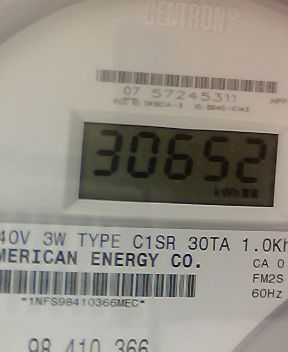 CENTRON®
07 57245311
30652
kWh
40V 3W TYPE C1SR 30TA 1.0Kh
MERICAN ENERGY CO.
CA 0
FM2S
*1NFS98410366MEC*
60Hz
98 410 366